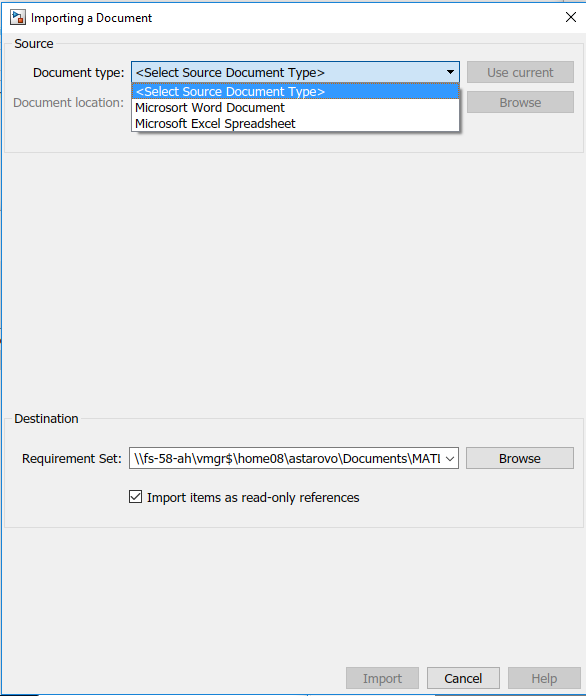 Importing a Document
Source
Document type: <Select Source Document Type> Use current
<Select Source Document Type>
Document location: Browse
Microsort Word Document
Microsoft Excel Spreadsheet
Destination
Requirement Set: \\fs-58-ah\vmgr$\home08\astarovo\Documents\MATL Browse
Import items as read-only references
Import Cancel Help